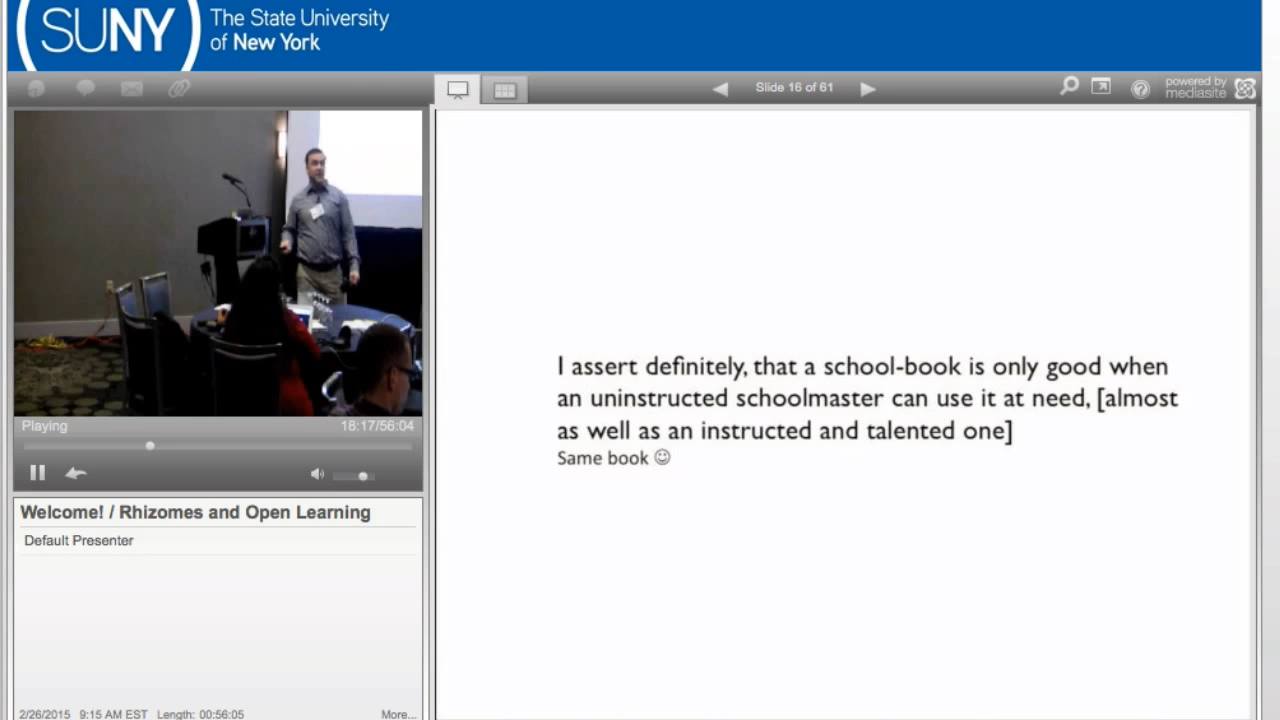 (SUNY)
The State University
of New York
Slide 16 of 61
powered by
mediasite
I assert definitely, that a school-book is only good when
an uninstructed schoolmaster can use it at need, [almost
as well as an instructed and talented one]
Same book ☺
Playing 18:17/56:04
Welcome! / Rhizomes and Open Learning
Default Presenter
2/26/2015 9:15 AM EST Length: 00:56:05 More...